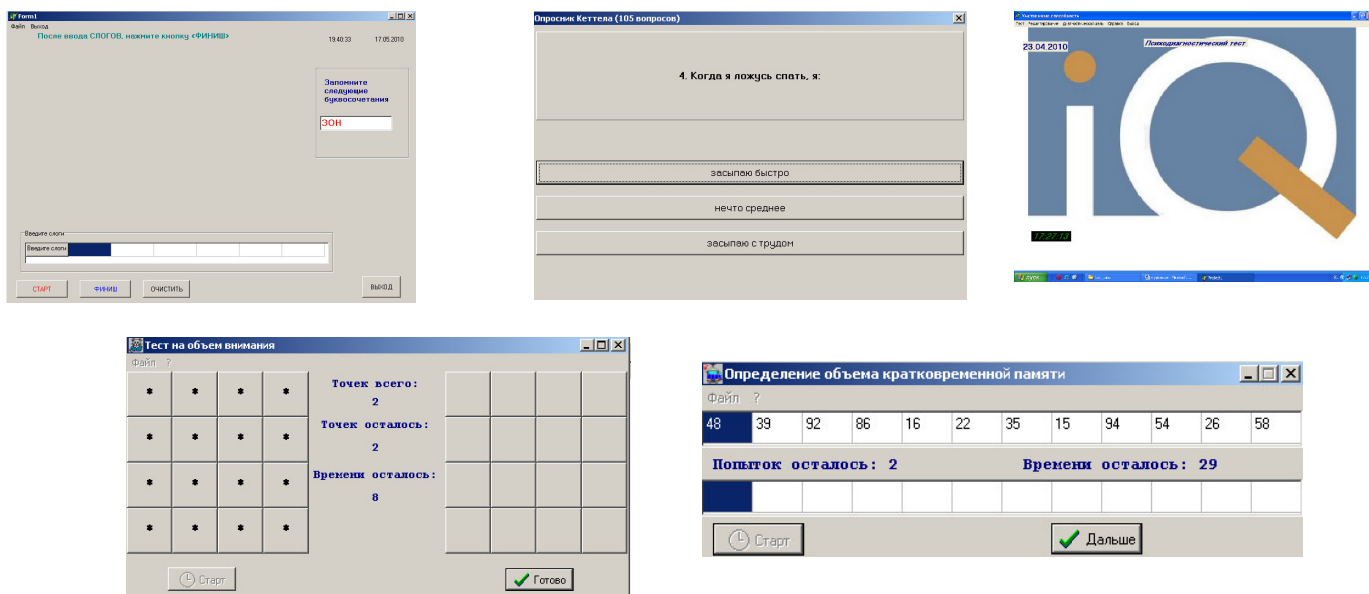 Form1
Файл Выход
После ввода СЛОГОВ, нажмите кнопку «ФИНИШ»
19:40:33 17.05.2010
Запомните
следующие
буквосочетания
ЗОН
Введите слоги
Введите слоги
СТАРТ ФИНИШ ОЧИСТИТЬ ВЫХОД
Опросник Кеттела (105 вопросов)
4. Когда я ложусь спать, я:
засыпаю быстро
нечто среднее
засыпаю с трудом
23.04.2010 Психодиагностический тест
iQ
17:27:13
Тест на объем внимания
Файл ?
Точек всего:
2
Точек осталось:
2
Времени осталось:
8
* * * *
* * * *
* * * *
* * * *
Старт Готово
Определение объема кратковременной памяти
Файл ?
48 39 92 86 16 22 35 15 94 54 26 58
Попыток осталось: 2 Времени осталось: 29
Старт Дальше